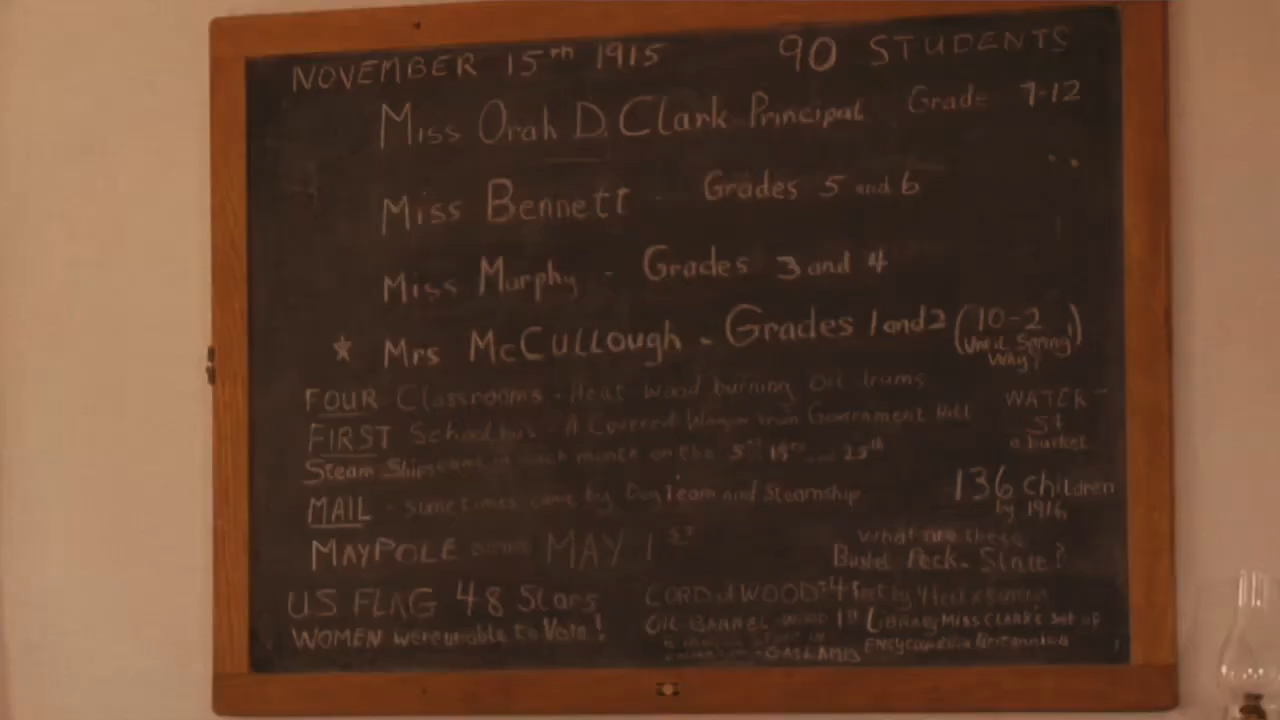 NOVEMBER 15th 1915 90 STUDENTS
Miss Orah D. Clark Principal Grade 7-12
Miss Bennett - Grades 5 and 6
Miss Murphy - Grades 3 and 4
★ Mrs McCullough - Grades 1 and 2 (10-2
Until Spring
Why?)
FOUR Classrooms - Heat Wood burning Oil drums
WATER
5¢
a bucket
FIRST School bus - A Covered Wagon from Government Hill
Steam Ships came in each month on the 5th 15th 25th
MAIL - sometimes came by Dog Team and Steamship
136 Children
by 1916
MAYPOLE MAY 1st
What are these
Bushel Peck - Slate?
US FLAG 48 Stars
WOMEN were unable to Vote!
CORD of WOOD = 4 feet by 4 feet x
OIL BARREL
1st LIBRARY MISS CLARK'S SET OF
ENCYCLOPEDIA Britannica